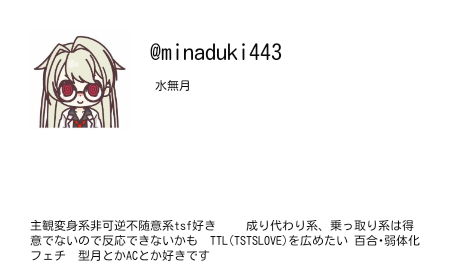 @minaduki443
水無月
主観変身系非可逆不随意系tsf好き　　成り代わり系、乗っ取り系は得
意でないので反応できないかも　TTL(TSTSLOVE)を広めたい 百合・弱体化
フェチ　型月とかACとか好きです